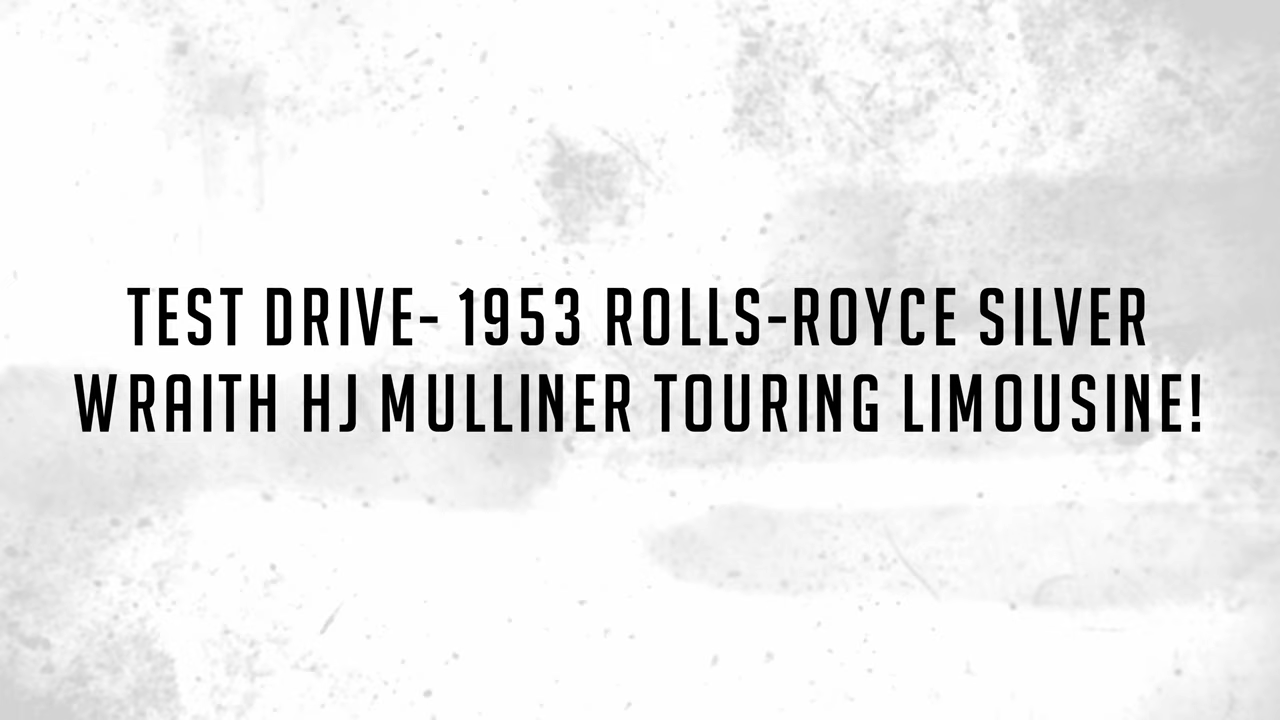 TEST DRIVE- 1953 ROLLS-ROYCE SILVER
WRAITH HJ MULLINER TOURING LIMOUSINE!